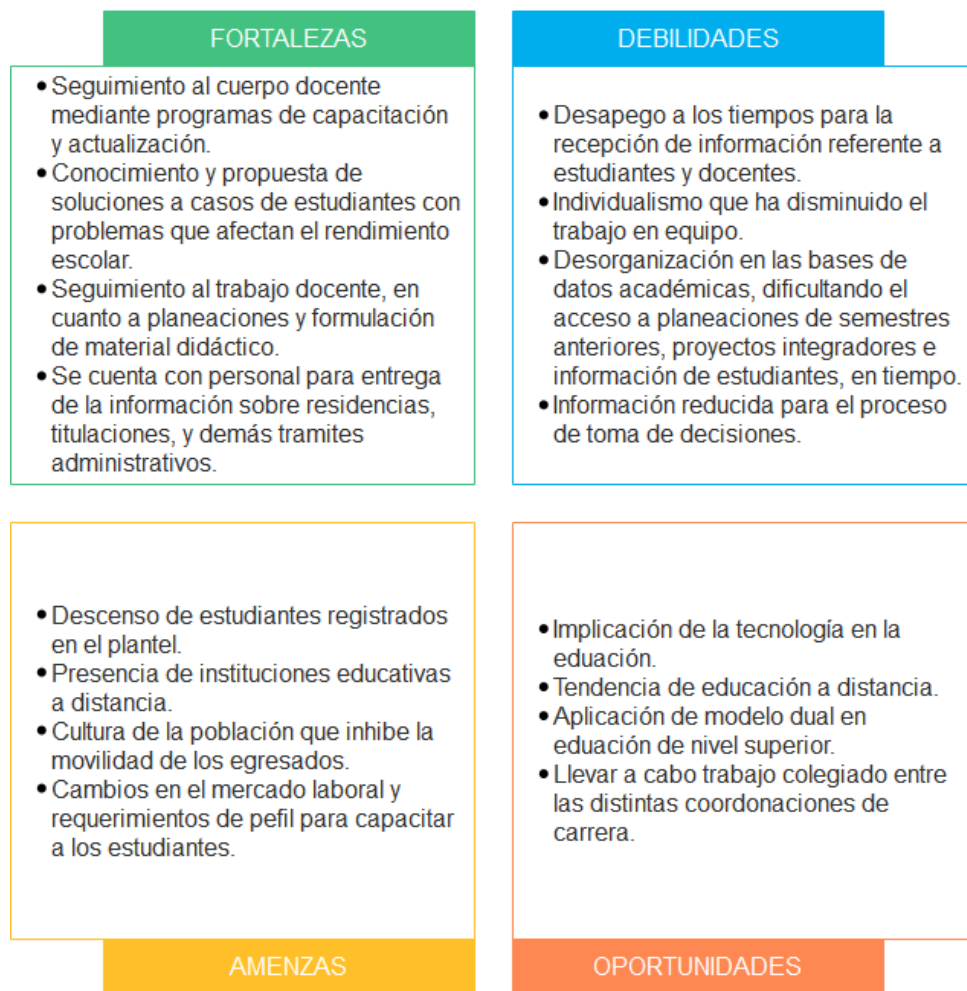 FORTALEZAS
• Seguimiento al cuerpo docente
mediante programas de capacitación
y actualización.
• Conocimiento y propuesta de
soluciones a casos de estudiantes con
problemas que afectan el rendimiento
escolar.
• Seguimiento al trabajo docente, en
cuanto a planeaciones y formulación
de material didáctico.
• Se cuenta con personal para entrega
de la información sobre residencias,
titulaciones, y demás tramites
administrativos.
DEBILIDADES
• Desapego a los tiempos para la
recepción de información referente a
estudiantes y docentes.
• Individualismo que ha disminuido el
trabajo en equipo.
• Desorganización en las bases de
datos académicas, dificultando el
acceso a planeaciones de semestres
anteriores, proyectos integradores e
información de estudiantes, en tiempo.
• Información reducida para el proceso
de toma de decisiones.
• Descenso de estudiantes registrados
en el plantel.
• Presencia de instituciones educativas
a distancia.
• Cultura de la población que inhibe la
movilidad de los egresados.
• Cambios en el mercado laboral y
requerimientos de pefil para capacitar
a los estudiantes.
AMENZAS
• Implicación de la tecnología en la
eduación.
• Tendencia de educación a distancia.
• Aplicación de modelo dual en
eduación de nivel superior.
• Llevar a cabo trabajo colegiado entre
las distintas coordonaciones de
carrera.
OPORTUNIDADES